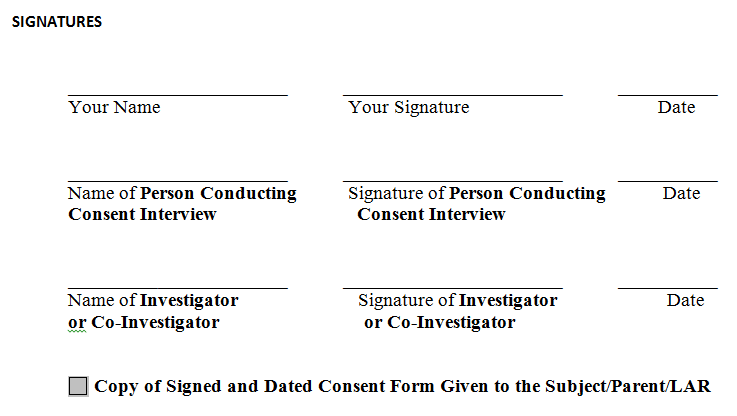 SIGNATURES
Your Name Your Signature Date
Name of Person Conducting Signature of Person Conducting Date
Consent Interview Consent Interview
Name of Investigator Signature of Investigator Date
or Co-Investigator or Co-Investigator
Copy of Signed and Dated Consent Form Given to the Subject/Parent/LAR